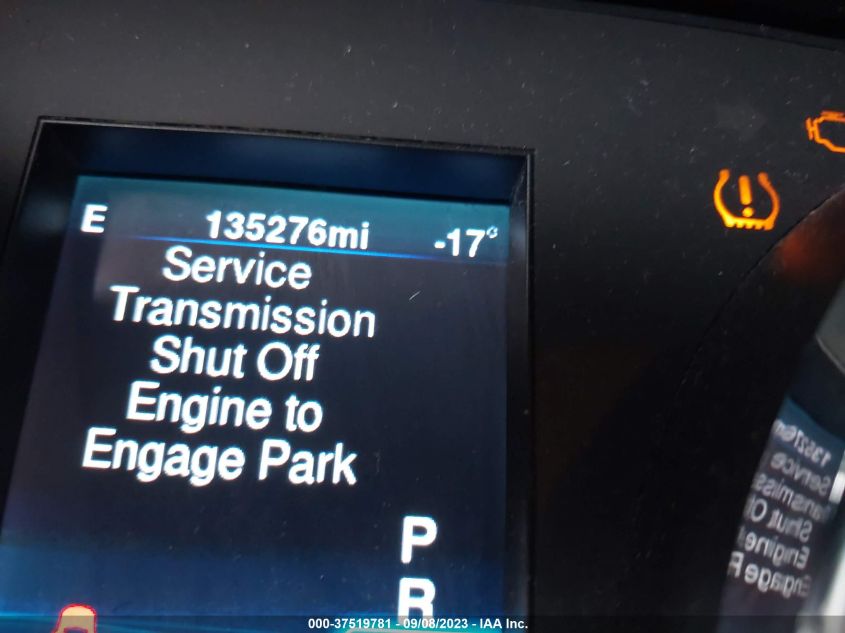 E 135276mi -17°
Service
Transmission
Shut Off
Engine to
Engage Park
P
R
000-37519781 - 09/08/2023 - IAA Inc.